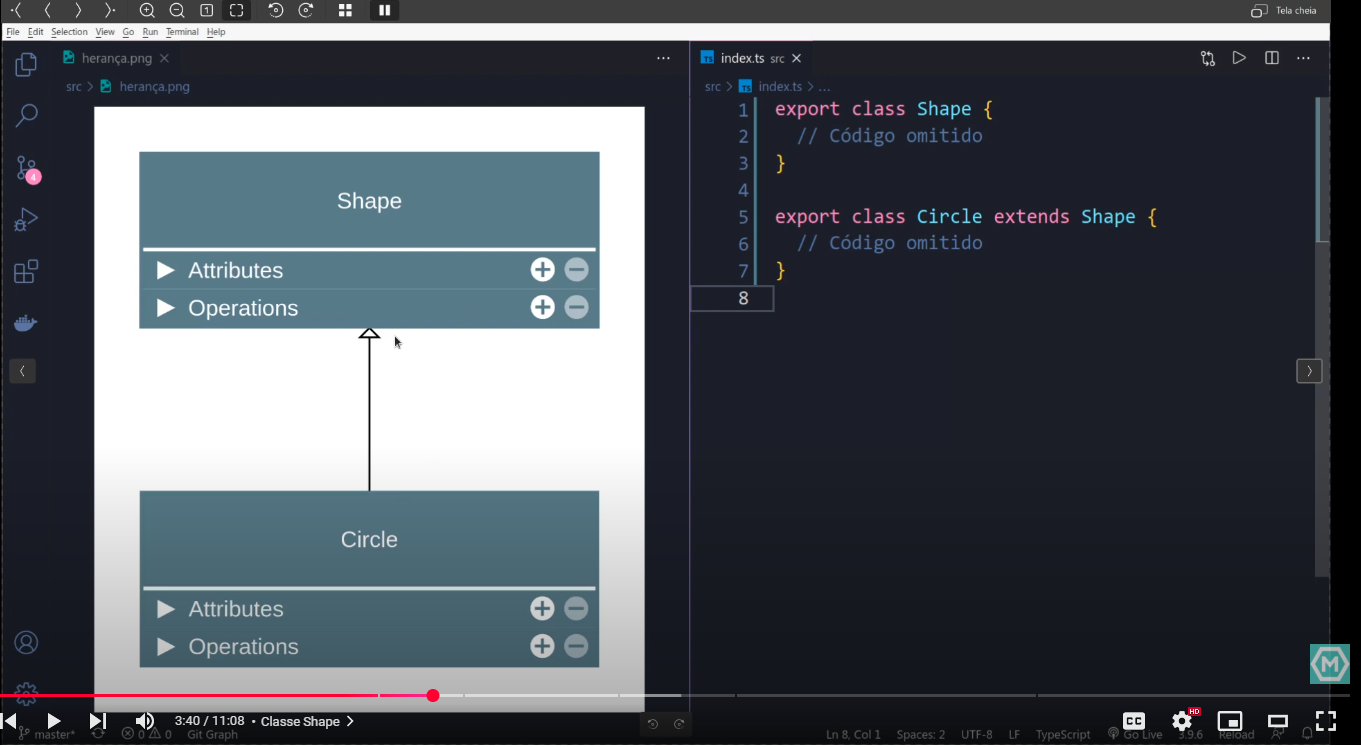 1
Tela cheia
File Edit Selection View Go Run Terminal Help
herança.png
index.ts src
src > herança.png
src > index.ts > ...
Shape
Attributes
Operations
Circle
Attributes
Operations
1 export class Shape {
2 // Código omitido
3 }
4
5 export class Circle extends Shape {
6 // Código omitido
7 }
8
4
M
3:40 / 11:08 • Classe Shape >
CC
HD
master*
0 0
Git Graph
Ln 8, Col 1
Spaces: 2
UTF-8
LF
TypeScript
Go Live
3.9.6
Reload